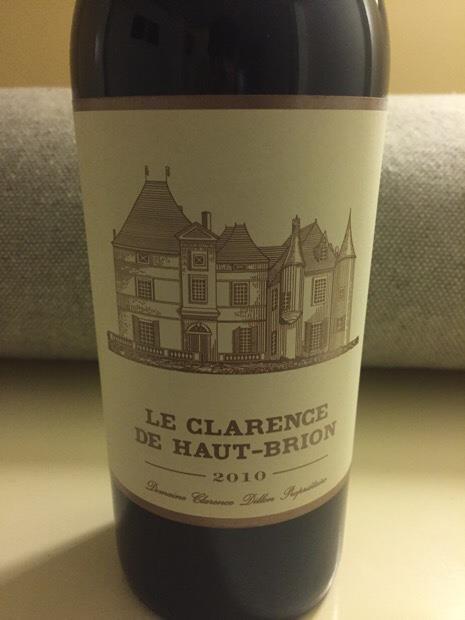 LE CLARENCE
DE HAUT-BRION
2010
Domaine Clarence Dillon Propriétaire